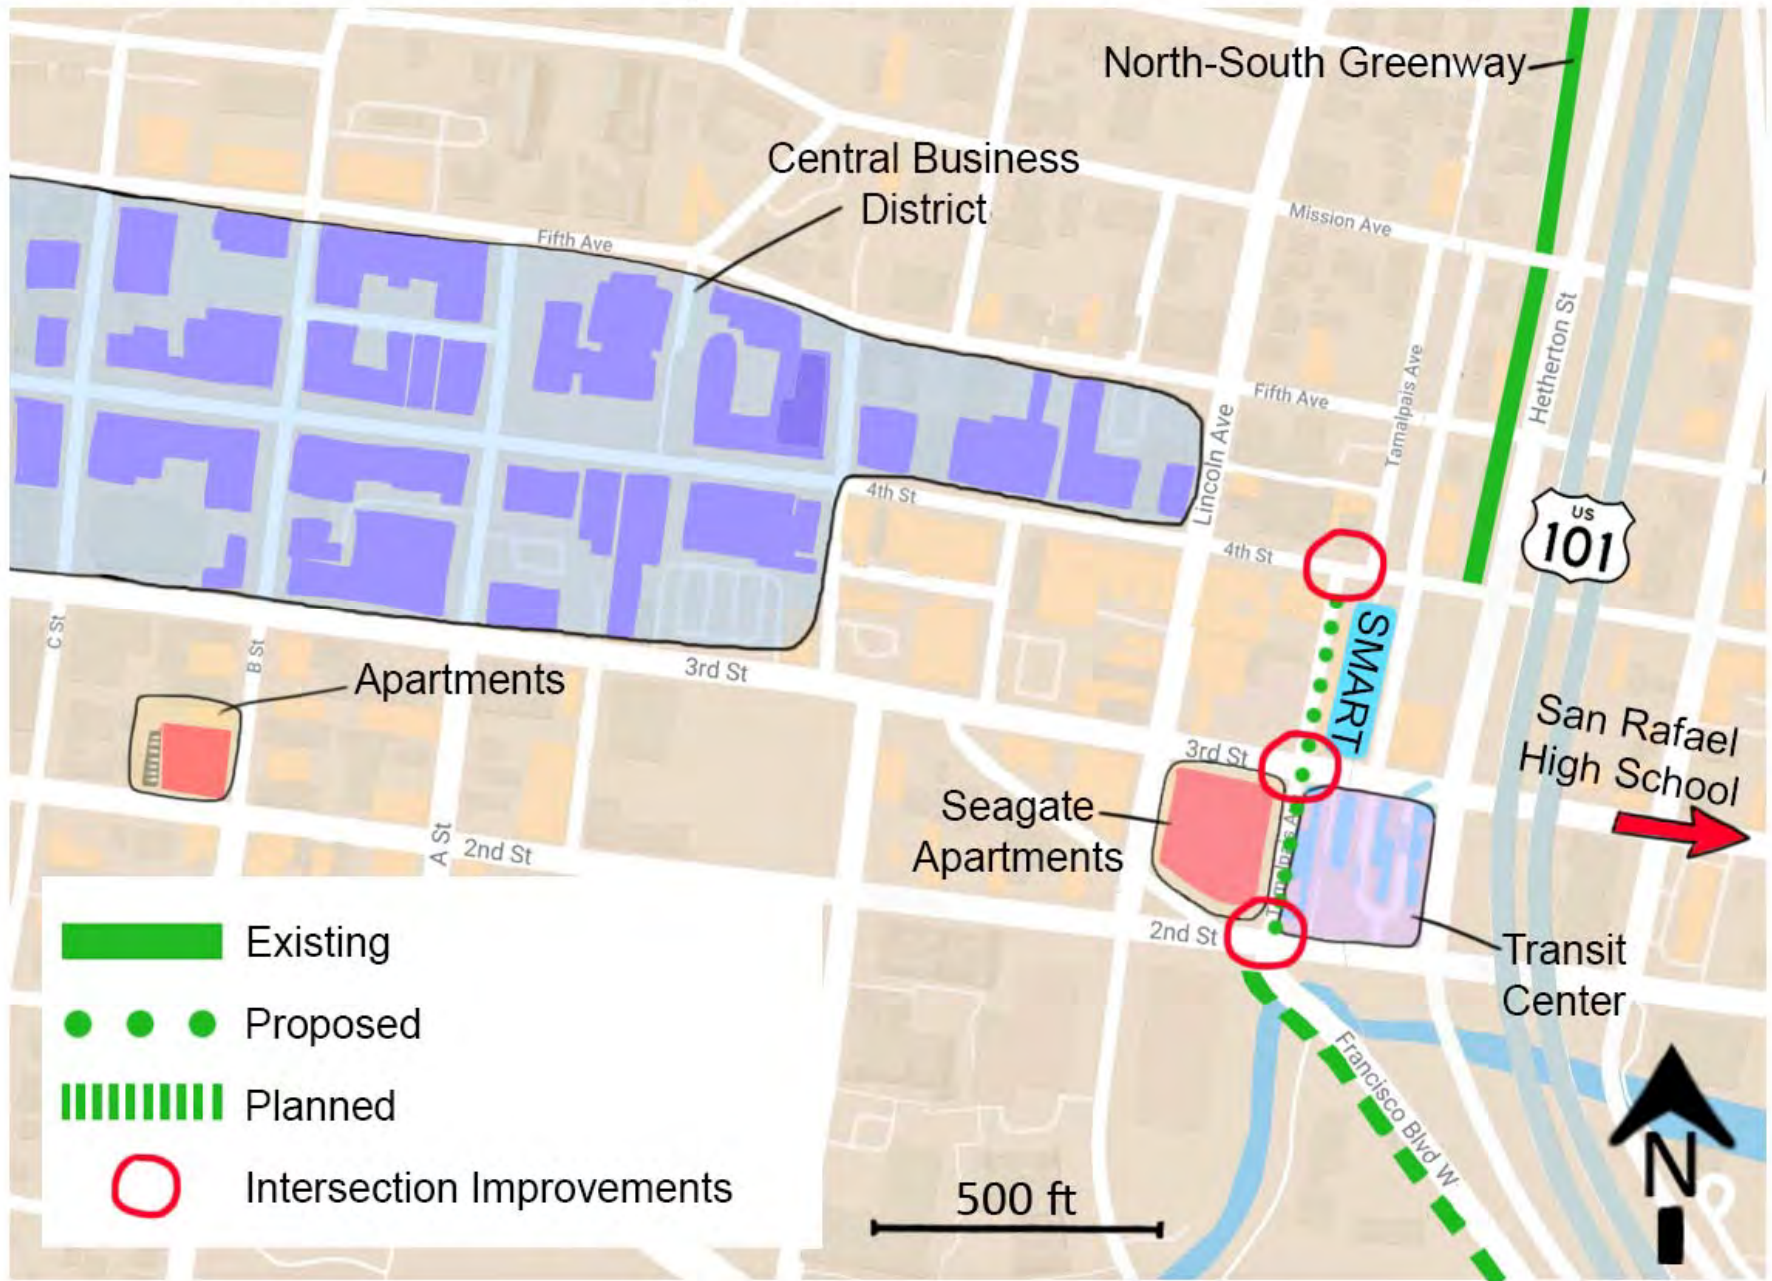 North-South Greenway
Central Business
District
Mission Ave
Fifth Ave
Hetherton St
Tamalpais Ave
Fifth Ave
Lincoln Ave
4th St
US
101
4th St
SMART
C St
B St
3rd St
Apartments
San Rafael
High School
3rd St
Seagate
Apartments
A St
2nd St
2nd St
Transit
Center
Existing
Proposed
Planned
Intersection Improvements
Francisco Blvd W
500 ft
N